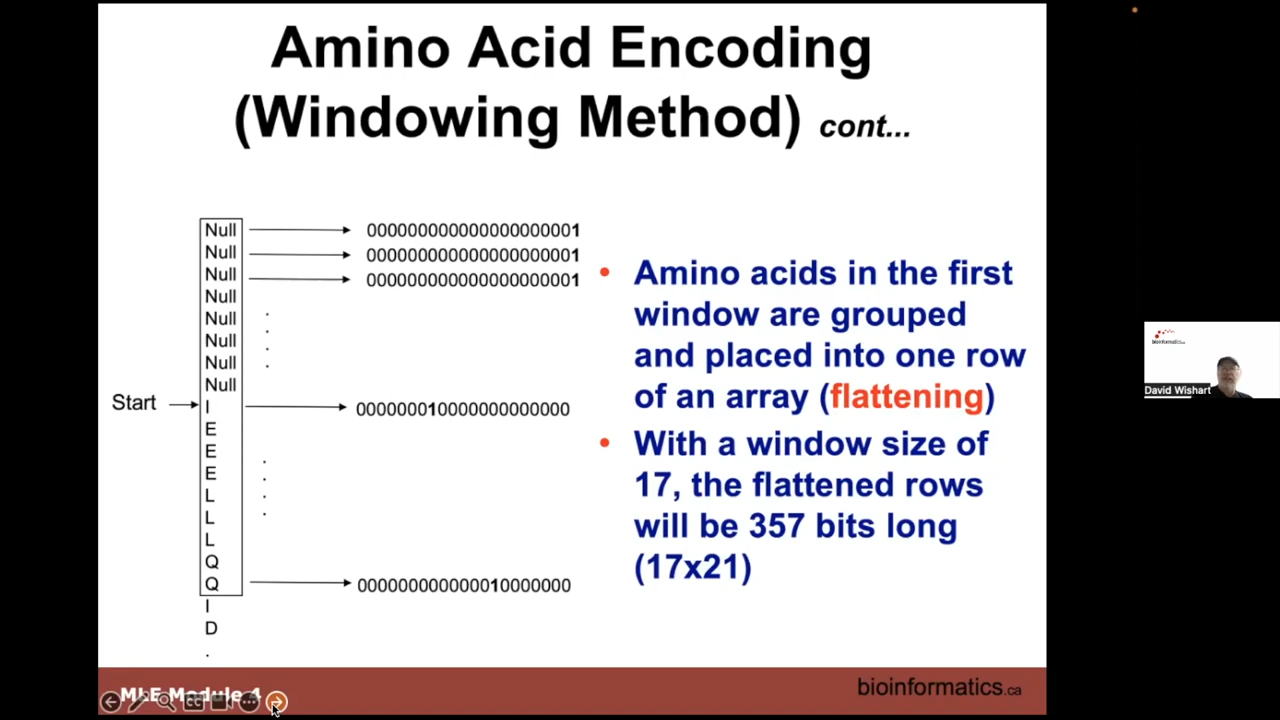 Amino Acid Encoding
(Windowing Method) cont...
Null 000000000000000000001
Null 000000000000000000001
Null 000000000000000000001
Null
Null
Null
Null
Null
Start I 000000010000000000000
E
E
E
L
L
L
Q
Q 000000000000010000000
I
D
.
• Amino acids in the first
window are grouped
and placed into one row
of an array (flattening)
• With a window size of
17, the flattened rows
will be 357 bits long
(17x21)
MLE Module 4
bioinformatics.ca
David Wishart